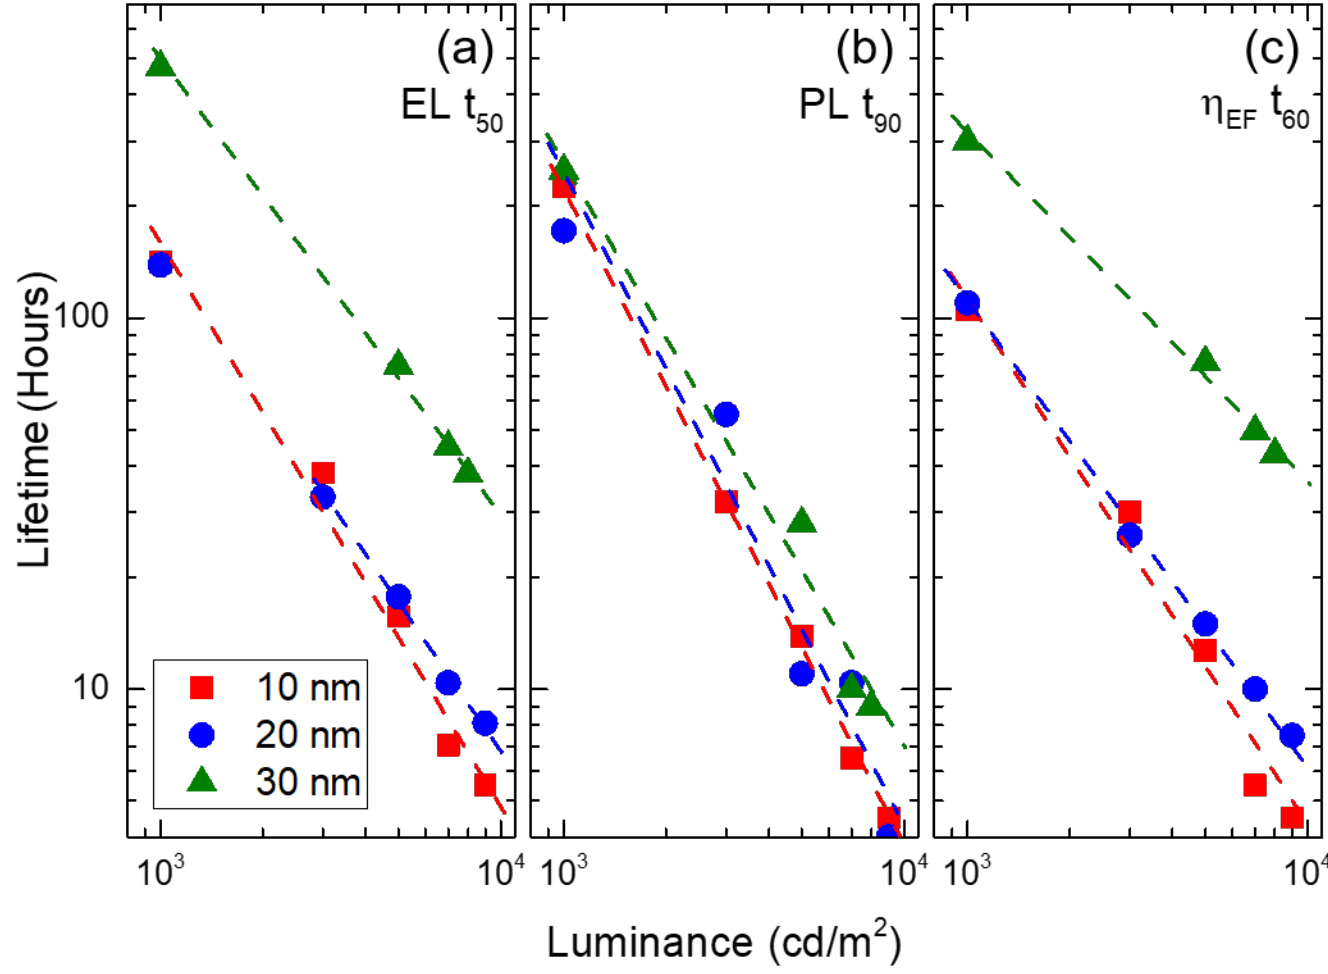 (a)
EL t₅₀
(b)
PL t₉₀
(c)
η_EF t₆₀
Lifetime (Hours)
100
10
10 nm
20 nm
30 nm
10³
10⁴
10³
10⁴
10³
10⁴
Luminance (cd/m²)